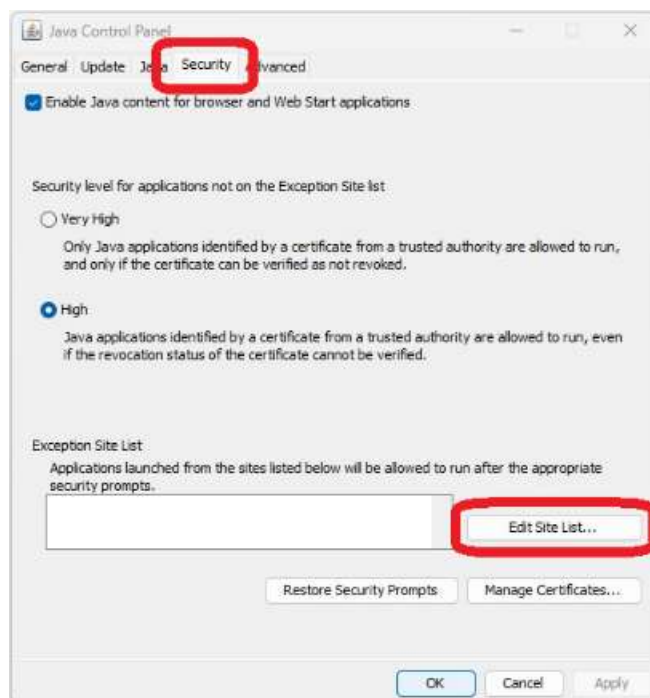 Java Control Panel
General Update Java Security Advanced
Enable Java content for browser and Web Start applications
Security level for applications not on the Exception Site list
Very High
Only Java applications identified by a certificate from a trusted authority are allowed to run,
and only if the certificate can be verified as not revoked.
High
Java applications identified by a certificate from a trusted authority are allowed to run, even
if the revocation status of the certificate cannot be verified.
Exception Site List
Applications launched from the sites listed below will be allowed to run after the appropriate
security prompts.
Edit Site List...
Restore Security Prompts Manage Certificates...
OK Cancel Apply